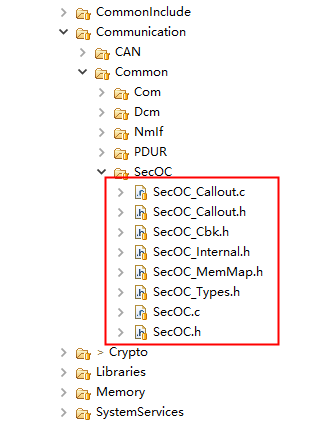 CommonInclude
Communication
CAN
Common
Com
Dcm
NmIf
PDUR
SecOC
SecOC_Callout.c
SecOC_Callout.h
SecOC_Cbk.h
SecOC_Internal.h
SecOC_MemMap.h
SecOC_Types.h
SecOC.c
SecOC.h
> Crypto
Libraries
Memory
SystemServices